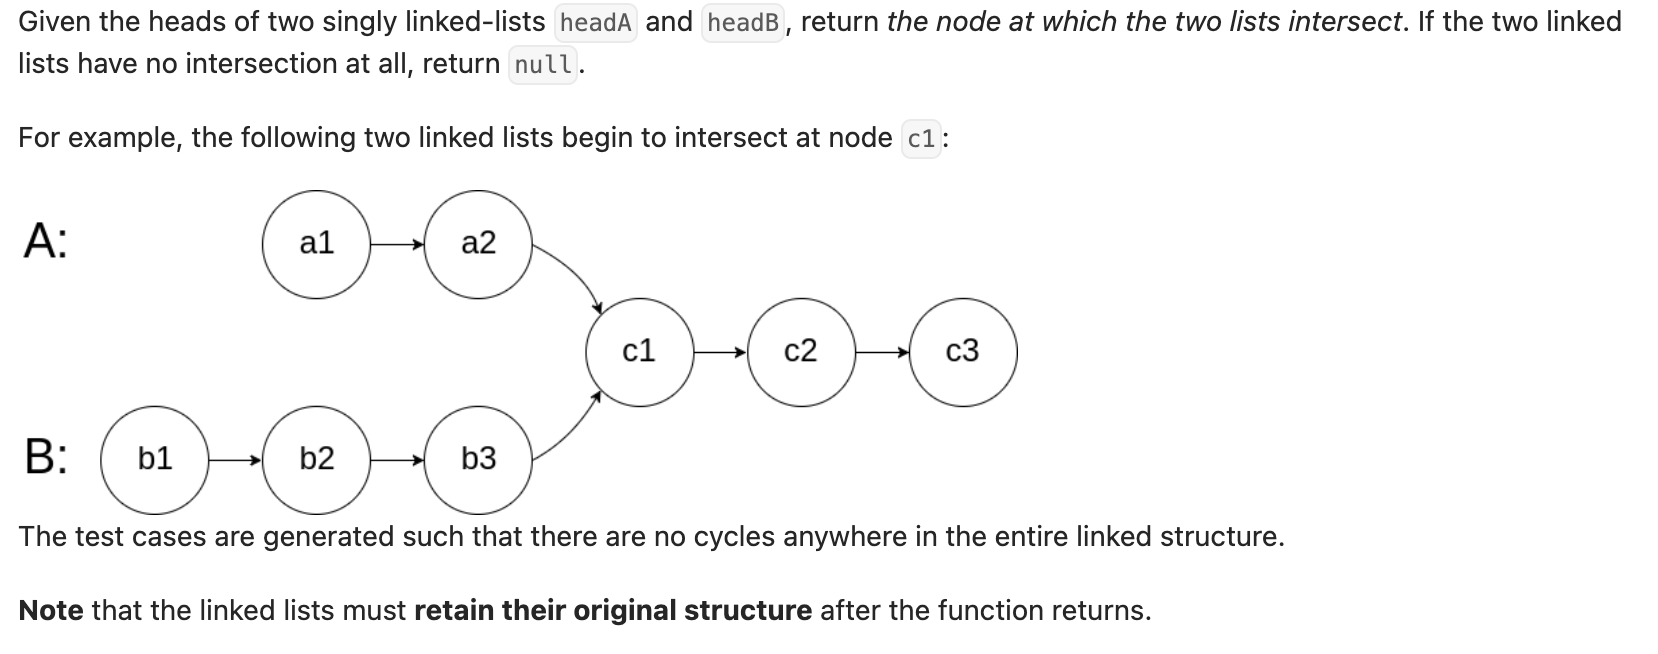 Given the heads of two singly linked-lists headA and headB, return the node at which the two lists intersect. If the two linked
lists have no intersection at all, return null.
For example, the following two linked lists begin to intersect at node c1:
A:
a1
a2
c1
c2
c3
B:
b1
b2
b3
The test cases are generated such that there are no cycles anywhere in the entire linked structure.
Note that the linked lists must retain their original structure after the function returns.